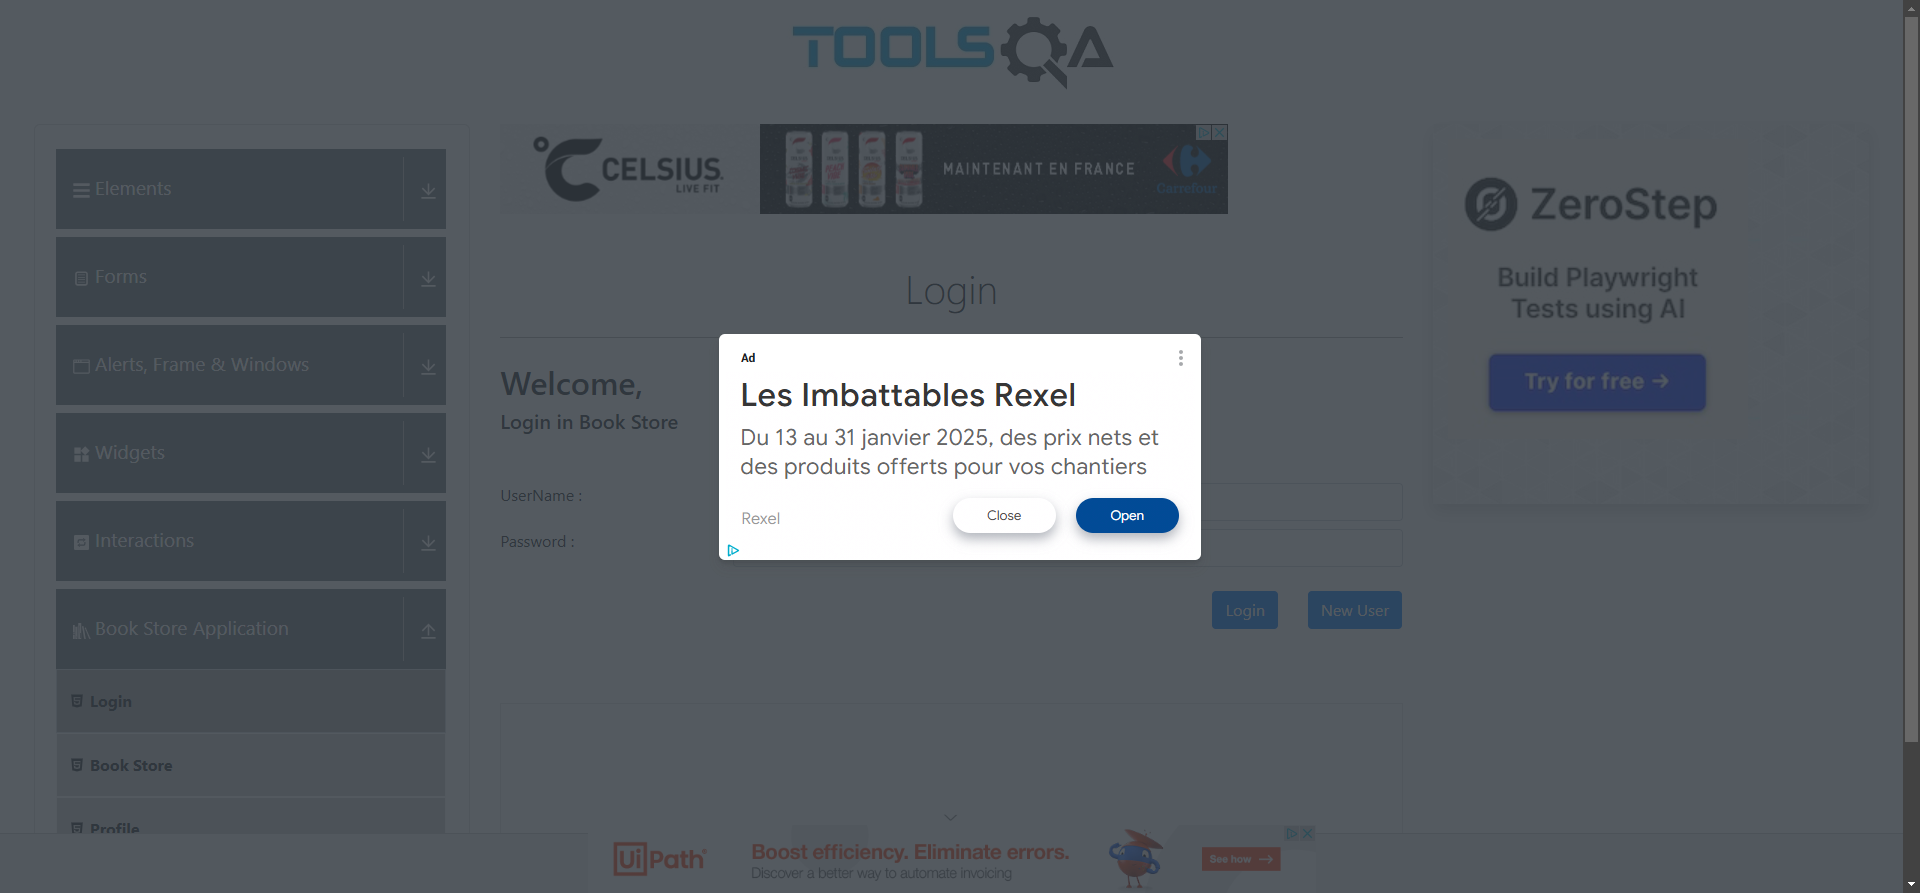 TOOLSQA
Elements
Forms
Alerts, Frame & Windows
Widgets
Interactions
Book Store Application
Login
Book Store
Profile
CELSIUS
LIVE FIT
MAINTENANT EN FRANCE
Carrefour
Login
Welcome,
Login in Book Store
UserName :
Password :
Login
New User
Ad
Les Imbattables Rexel
Du 13 au 31 janvier 2025, des prix nets et
des produits offerts pour vos chantiers
Rexel
Close
Open
ZeroStep
Build Playwright
Tests using AI
Try for free →
UiPath
Boost efficiency. Eliminate errors.
Discover a better way to automate invoicing
See how →